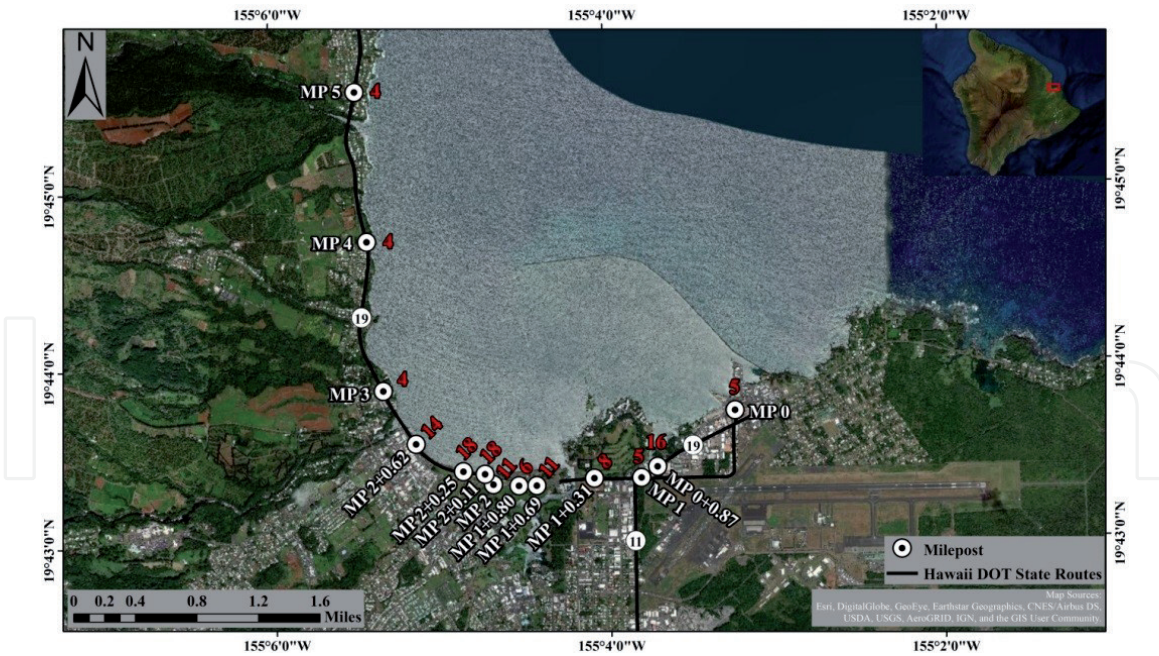 155°6'0"W
155°4'0"W
155°2'0"W
N
MP 5
4
19°45'0"N
19°45'0"N
MP 4
4
19
19°44'0"N
19°44'0"N
MP 3
4
5
MP 0
14
19
16
18
18
11
6
11
8
5
MP 2+0.62
MP 2+0.25
MP 2+0.11
MP 2
MP 1+0.80
MP 1+0.69
MP 1+0.31
MP 1
MP 0+0.87
11
19°43'0"N
19°43'0"N
Milepost
Hawaii DOT State Routes
0 0.2 0.4 0.8 1.2 1.6
Miles
Map Sources:
Esri, DigitalGlobe, GeoEye, Earthstar Geographics, CNES/Airbus DS,
USDA, USGS, AeroGRID, IGN, and the GIS User Community.
155°6'0"W
155°4'0"W
155°2'0"W